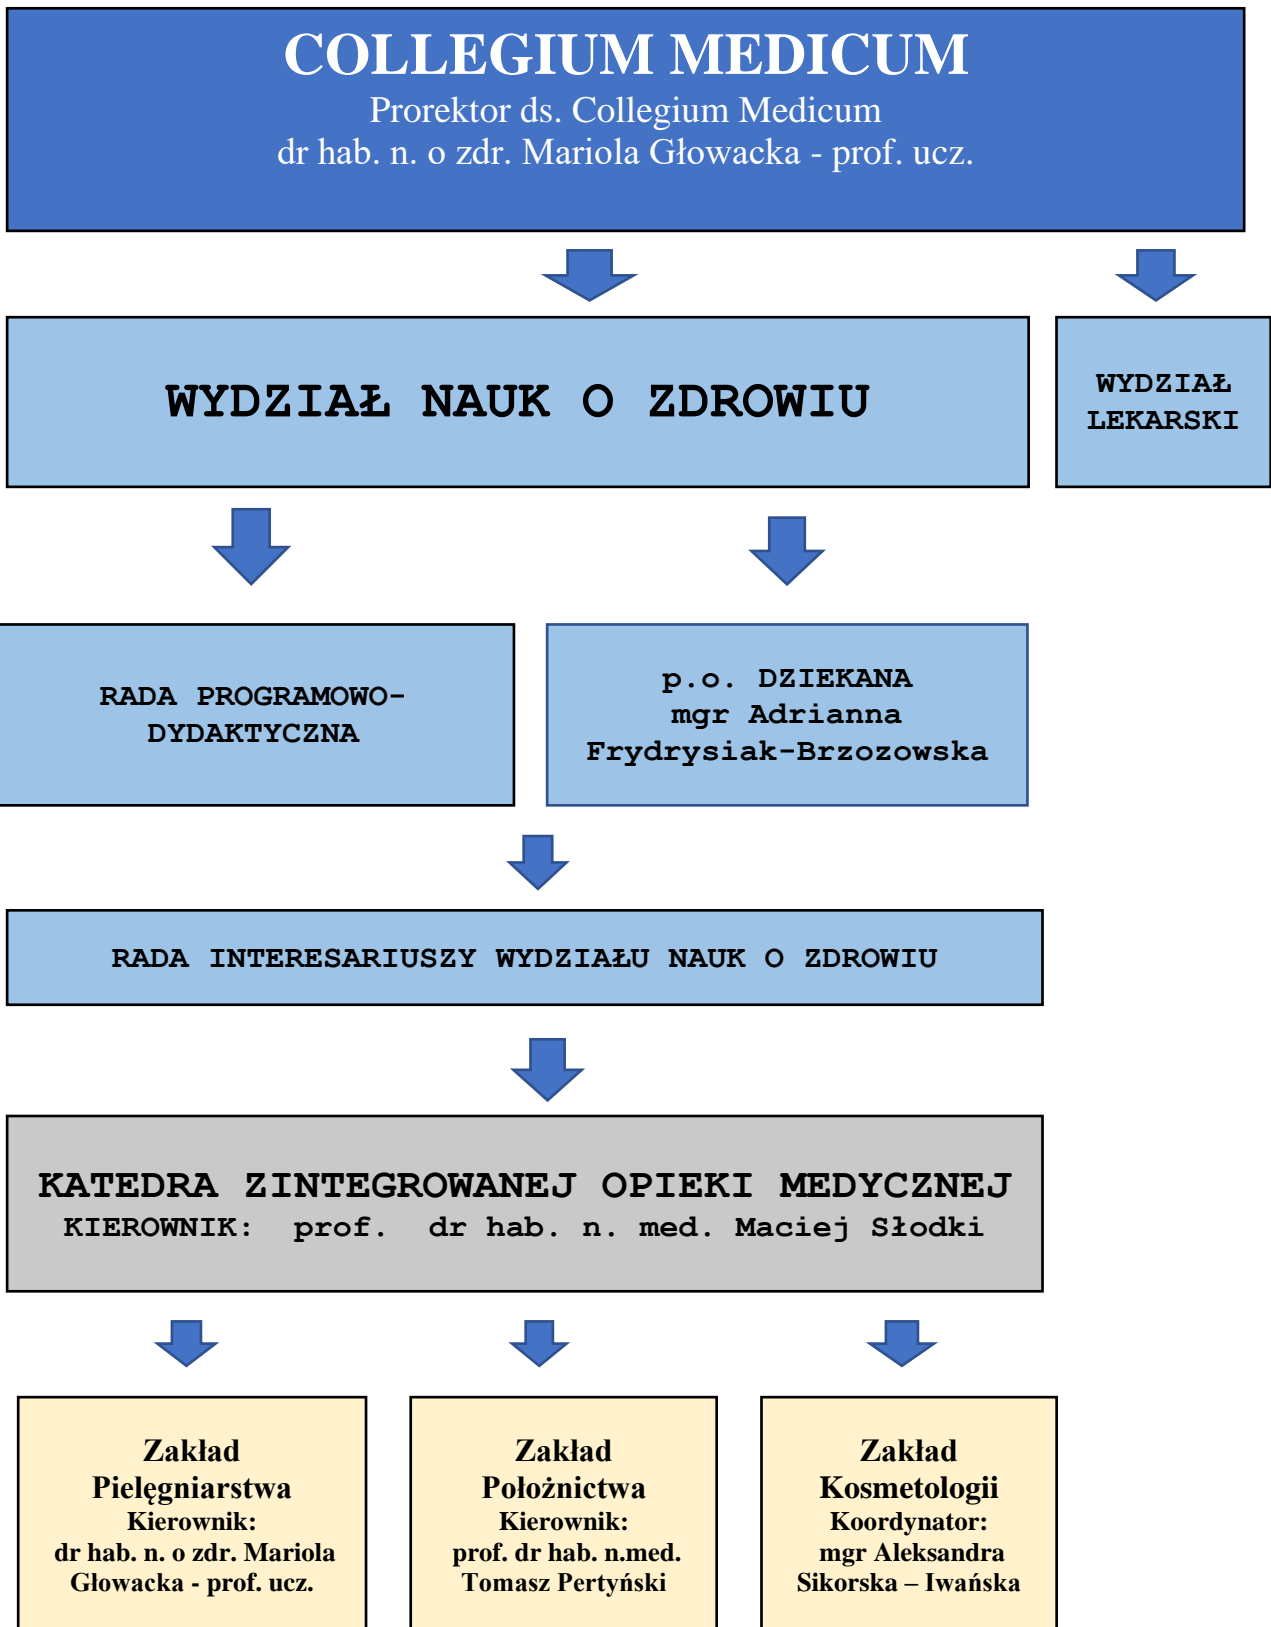 COLLEGIUM MEDICUM
Prorektor ds. Collegium Medicum
dr hab. n. o zdr. Mariola Głowacka - prof. ucz.
WYDZIAŁ NAUK O ZDROWIU
WYDZIAŁ
LEKARSKI
RADA PROGRAMOWO-
DYDAKTYCZNA
p.o. DZIEKANA
mgr Adrianna
Frydrysiak-Brzozowska
RADA INTERESARIUSZY WYDZIAŁU NAUK O ZDROWIU
KATEDRA ZINTEGROWANEJ OPIEKI MEDYCZNEJ
KIEROWNIK: prof. dr hab. n. med. Maciej Słodki
Zakład
Pielęgniarstwa
Kierownik:
dr hab. n. o zdr. Mariola
Głowacka - prof. ucz.
Zakład
Położnictwa
Kierownik:
prof. dr hab. n.med.
Tomasz Pertyński
Zakład
Kosmetologii
Koordynator:
mgr Aleksandra
Sikorska – Iwańska